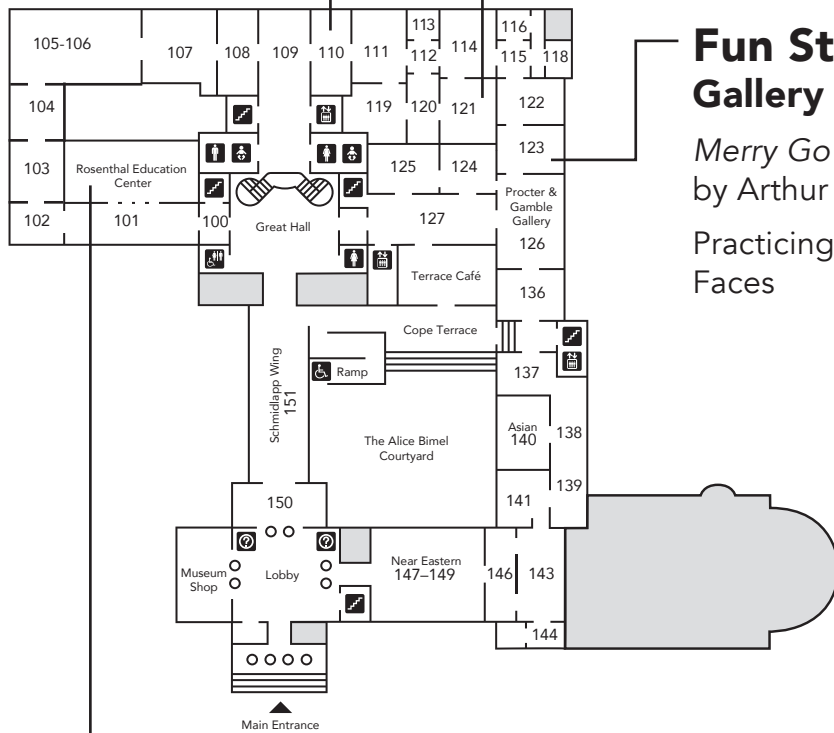 113
116
105-106
107
108
109
110
111
112
114
115
118
Fun St
Gallery
104
119
120
121
122
103
Rosenthal Education
Center
125
124
123
Merry Go
by Arthur
Procter &
Gamble
Gallery
102
101
100
Great Hall
127
126
Practicing
Faces
Terrace Café
136
Cope Terrace
Schmidlapp Wing
151
Ramp
137
Asian
140
138
The Alice Bimel
Courtyard
139
150
141
?
?
Museum
Shop
Lobby
Near Eastern
147–149
146
143
144
Main Entrance